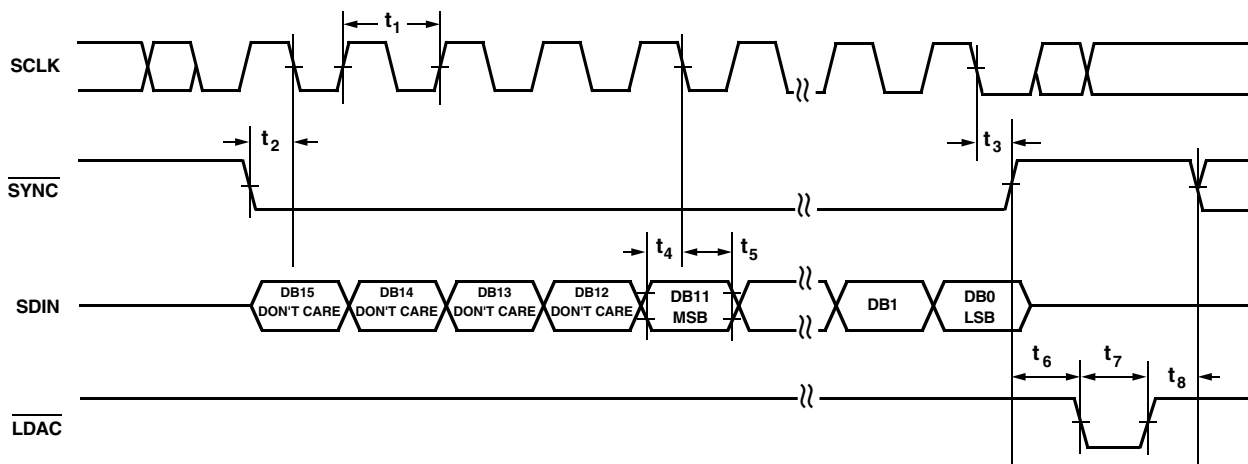 t1
SCLK
t2
t3
SYNC
t4
t5
DB15
DON'T CARE
DB14
DON'T CARE
DB13
DON'T CARE
DB12
DON'T CARE
DB11
MSB
DB1
DB0
LSB
SDIN
t6
t7
t8
LDAC